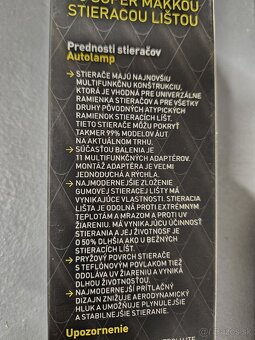 SUPER MÄKKOU
STIERACOU LIŠTOU
Prednosti stieračov
Autolamp
→ STIERAČE MAJÚ NAJNOVŠIU
MULTIFUNKČNÚ KONŠTRUKCIU,
KTORÁ JE VHODNÁ PRE UNIVERZÁLNE
RAMIENKA STIERAČOV A PRE VŠETKY
DRUHY PÔVODNÝCH ATYPICKÝCH
RAMIENOK STIERACÍCH LÍŠT.
TIETO STIERAČE MÔŽU POKRYŤ
TAKMER 99% MODELOV ÁUT
NA AKTUÁLNOM TRHU.
→ SÚČASŤOU BALENIA JE
11 MULTIFUNKČNÝCH ADAPTÉROV.
MONTÁŽ ADAPTÉRA JE VEĽMI
JEDNODUCHÁ A RÝCHLA.
→ NAJMODERNEJŠIE ZLOŽENIE
GUMOVEJ STIERACEJ LIŠTY MÁ
VYNIKAJÚCE VLASTNOSTI. STIERACIA
LIŠTA JE ODOLNÁ PROTI EXTRÉMNYM
TEPLOTÁM A MRAZOM A PROTI UV
ŽIARENIU. MÁ VYNIKAJÚCU ÚČINNOSŤ
STIERANIA A JEJ ŽIVOTNOSŤ JE
O 50% DLHŠIA AKO U BEŽNÝCH
STIERACÍCH LÍŠT.
→ PRYŽOVÝ POVRCH STIERAČE
S TEFLÓNOVÝM POVLAKOM TIEŽ
ODOLÁVA UV ŽIARENIU A VYNIKÁ
DLHOU ŽIVOTNOSŤOU.
→ NAJMODERNEJŠÍ PRÍTLAČNÝ
DIZAJN ZNIŽUJE AERODYNAMICKÝ
HLUK A UMOŽŇUJE PLYNULEJŠIE
A STABILNEJŠIE STIERANIE.
Upozornenie